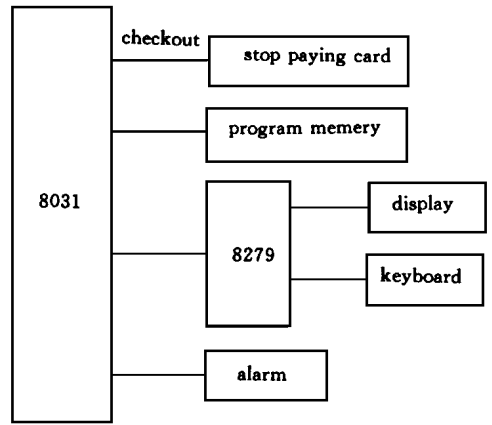 checkout
stop paying card
program memery
8031
display
8279
keyboard
alarm